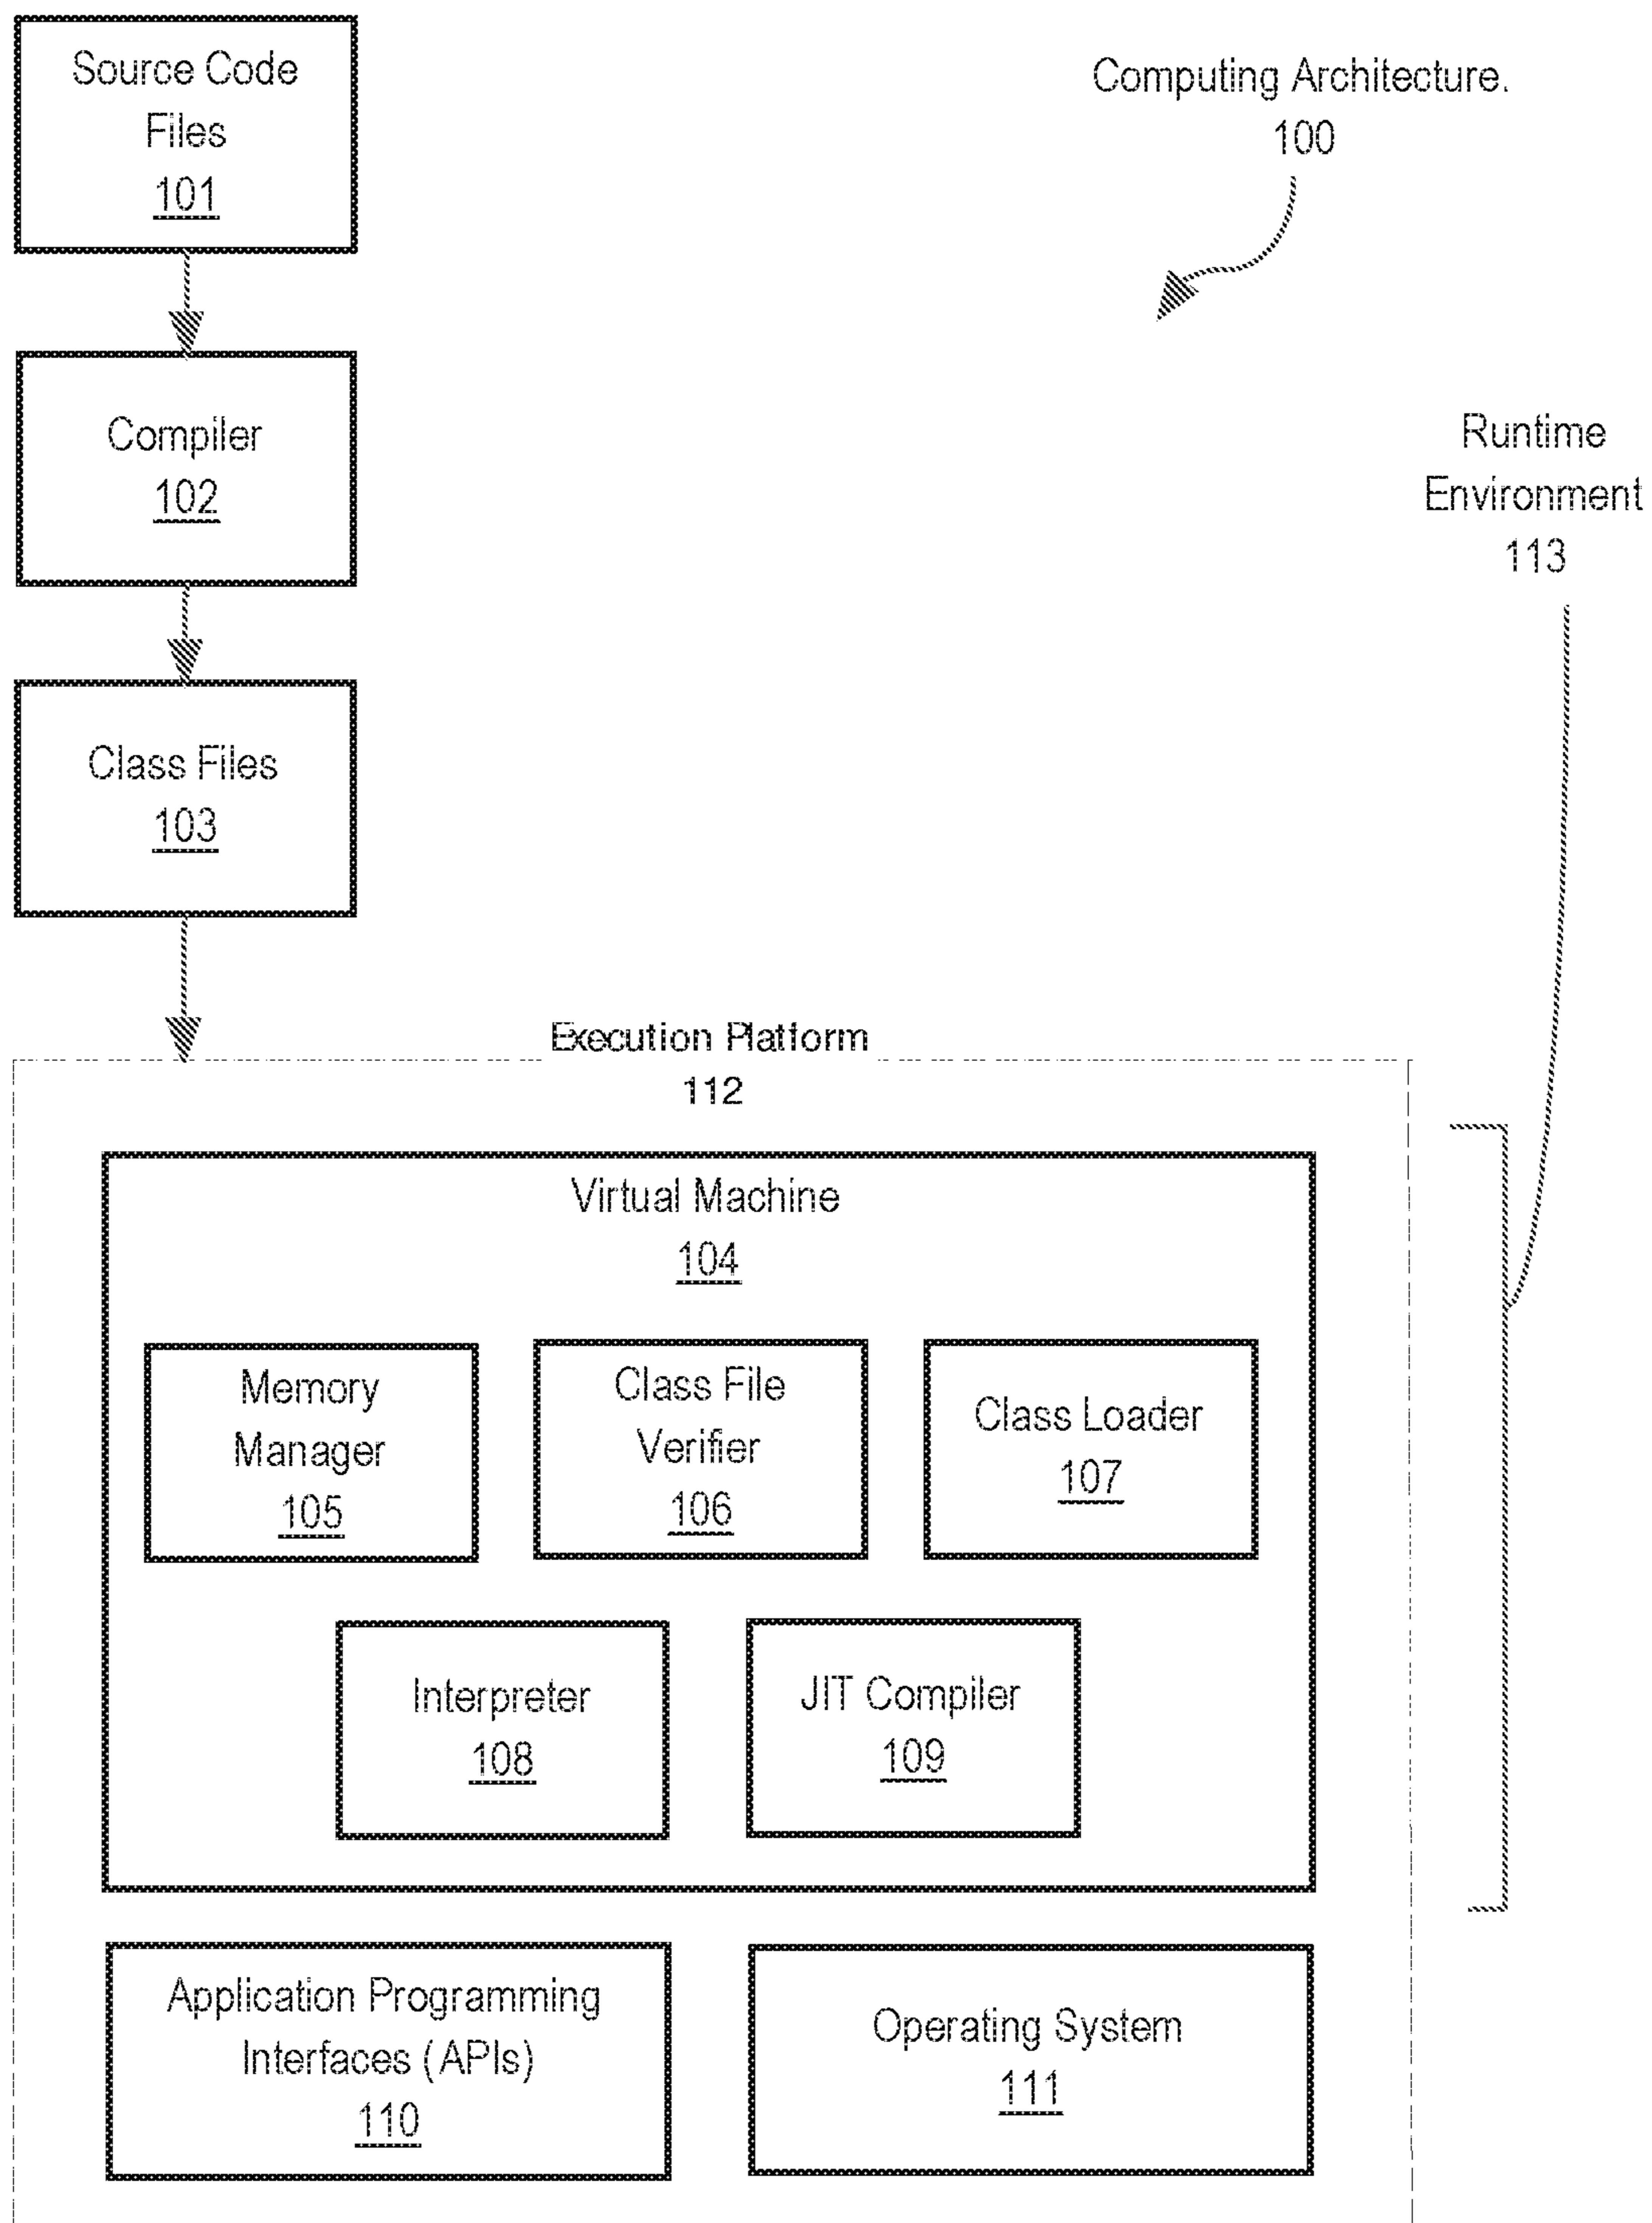 Source Code
Files
101
Computing Architecture.
100
Compiler
102
Runtime
Environment
113
Class Files
103
Execution Platform
112
Virtual Machine
104
Memory
Manager
105
Class File
Verifier
106
Class Loader
107
Interpreter
108
JIT Compiler
109
Application Programming
Interfaces (APIs)
110
Operating System
111